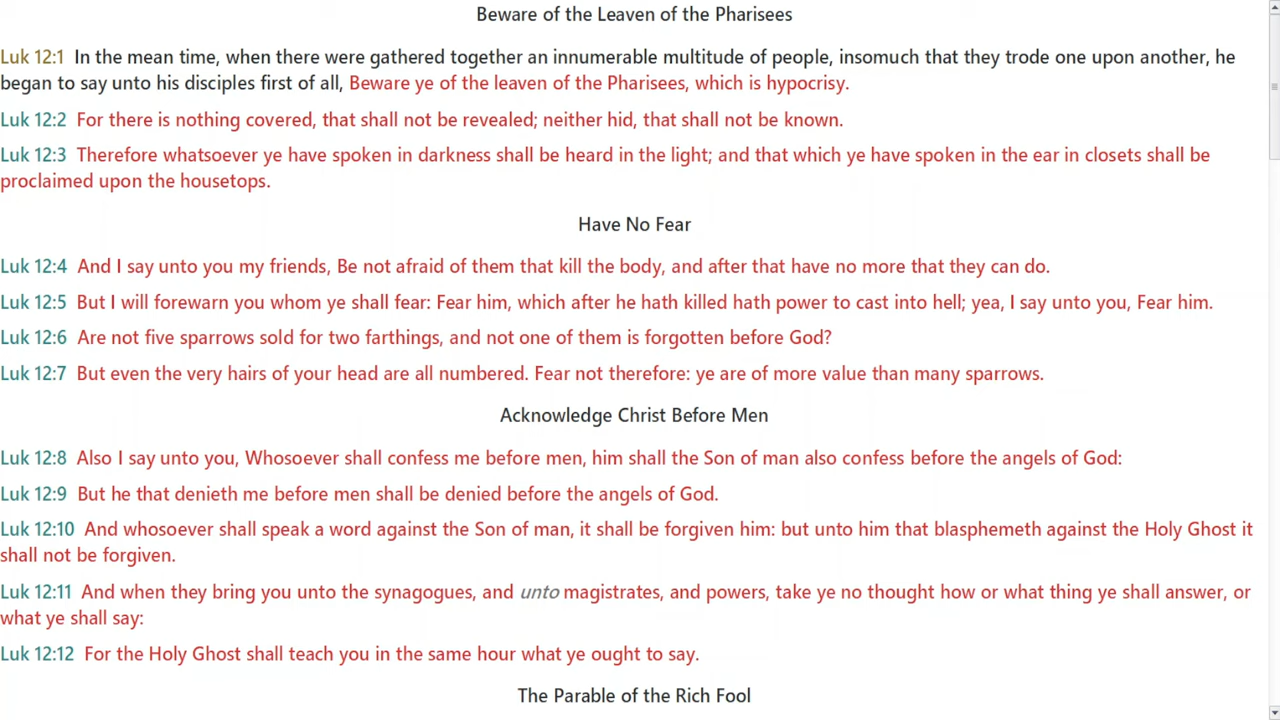 Beware of the Leaven of the Pharisees
Luk 12:1 In the mean time, when there were gathered together an innumerable multitude of people, insomuch that they trode one upon another, he
began to say unto his disciples first of all, Beware ye of the leaven of the Pharisees, which is hypocrisy.
Luk 12:2 For there is nothing covered, that shall not be revealed; neither hid, that shall not be known.
Luk 12:3 Therefore whatsoever ye have spoken in darkness shall be heard in the light; and that which ye have spoken in the ear in closets shall be
proclaimed upon the housetops.
Have No Fear
Luk 12:4 And I say unto you my friends, Be not afraid of them that kill the body, and after that have no more that they can do.
Luk 12:5 But I will forewarn you whom ye shall fear: Fear him, which after he hath killed hath power to cast into hell; yea, I say unto you, Fear him.
Luk 12:6 Are not five sparrows sold for two farthings, and not one of them is forgotten before God?
Luk 12:7 But even the very hairs of your head are all numbered. Fear not therefore: ye are of more value than many sparrows.
Acknowledge Christ Before Men
Luk 12:8 Also I say unto you, Whosoever shall confess me before men, him shall the Son of man also confess before the angels of God:
Luk 12:9 But he that denieth me before men shall be denied before the angels of God.
Luk 12:10 And whosoever shall speak a word against the Son of man, it shall be forgiven him: but unto him that blasphemeth against the Holy Ghost it
shall not be forgiven.
Luk 12:11 And when they bring you unto the synagogues, and unto magistrates, and powers, take ye no thought how or what thing ye shall answer, or
what ye shall say:
Luk 12:12 For the Holy Ghost shall teach you in the same hour what ye ought to say.
The Parable of the Rich Fool